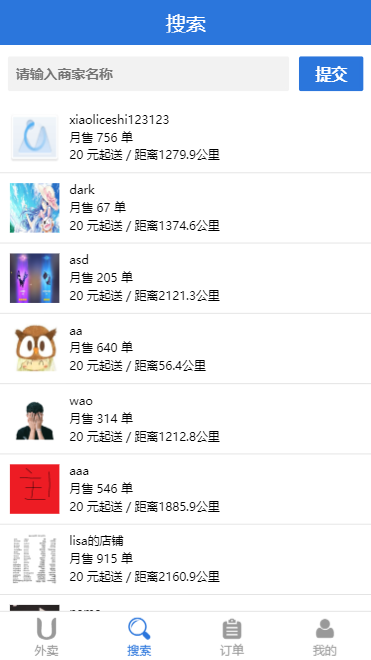 搜索
请输入商家名称
提交
xiaoliceshi123123
月售 756 单
20 元起送 / 距离1279.9公里
dark
月售 67 单
20 元起送 / 距离1374.6公里
asd
月售 205 单
20 元起送 / 距离2121.3公里
aa
月售 640 单
20 元起送 / 距离56.4公里
wao
月售 314 单
20 元起送 / 距离1212.8公里
aaa
月售 546 单
20 元起送 / 距离1885.9公里
lisa的店铺
月售 915 单
20 元起送 / 距离2160.9公里
外卖
搜索
订单
我的